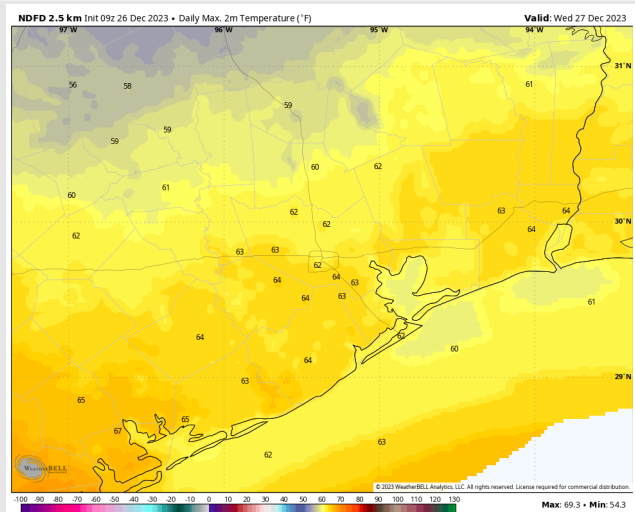 NDFD 2.5 km Init 09z 26 Dec 2023 • Daily Max. 2m Temperature (°F) Valid: Wed 27 Dec 2023
97°W 96°W 95°W 94°W
31°N
56 58 61
59
59
59
60 62
61
60
62 63 64
30°N
62 64
62
63 63
62
64 64 63
64 63
61
64 62
60
64
29°N
63
65
65
67
63
62
WeatherBELL
© 2023 WeatherBELL Analytics, LLC. All rights reserved. License required for commercial distribution.
-100 -90 -80 -70 -60 -50 -40 -30 -20 -10 0 10 20 30 40 50 60 70 80 90 100 110 120 130
Max: 69.3 • Min: 54.3